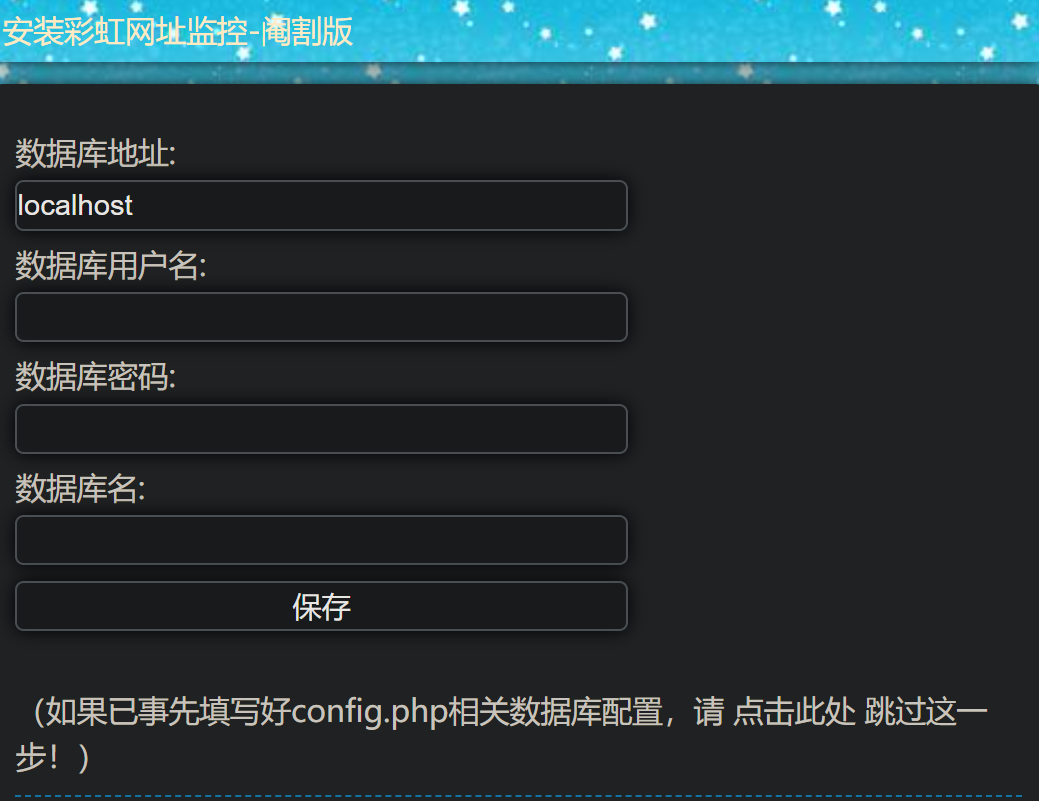 安装彩虹网址监控-阉割版
数据库地址:
localhost
数据库用户名:
数据库密码:
数据库名:
保存
（如果已事先填写好config.php相关数据库配置，请 点击此处 跳过这一
步！）